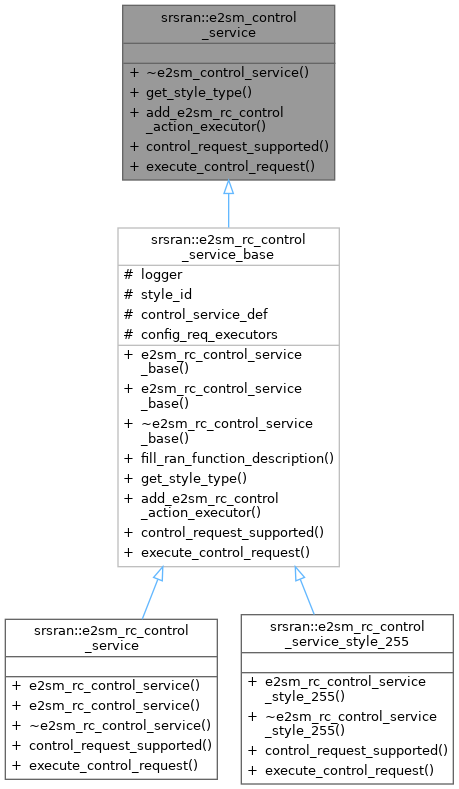 srsran::e2sm_control
_service
+ ~e2sm_control_service()
+ get_style_type()
+ add_e2sm_rc_control
_action_executor()
+ control_request_supported()
+ execute_control_request()
srsran::e2sm_rc_control
_service_base
# logger
# style_id
# control_service_def
# config_req_executors
+ e2sm_rc_control_service
_base()
+ e2sm_rc_control_service
_base()
+ ~e2sm_rc_control_service
_base()
+ fill_ran_function_description()
+ get_style_type()
+ add_e2sm_rc_control
_action_executor()
+ control_request_supported()
+ execute_control_request()
srsran::e2sm_rc_control
_service
+ e2sm_rc_control_service()
+ e2sm_rc_control_service()
+ ~e2sm_rc_control_service()
+ control_request_supported()
+ execute_control_request()
srsran::e2sm_rc_control
_service_style_255
+ e2sm_rc_control_service
_style_255()
+ ~e2sm_rc_control_service
_style_255()
+ control_request_supported()
+ execute_control_request()